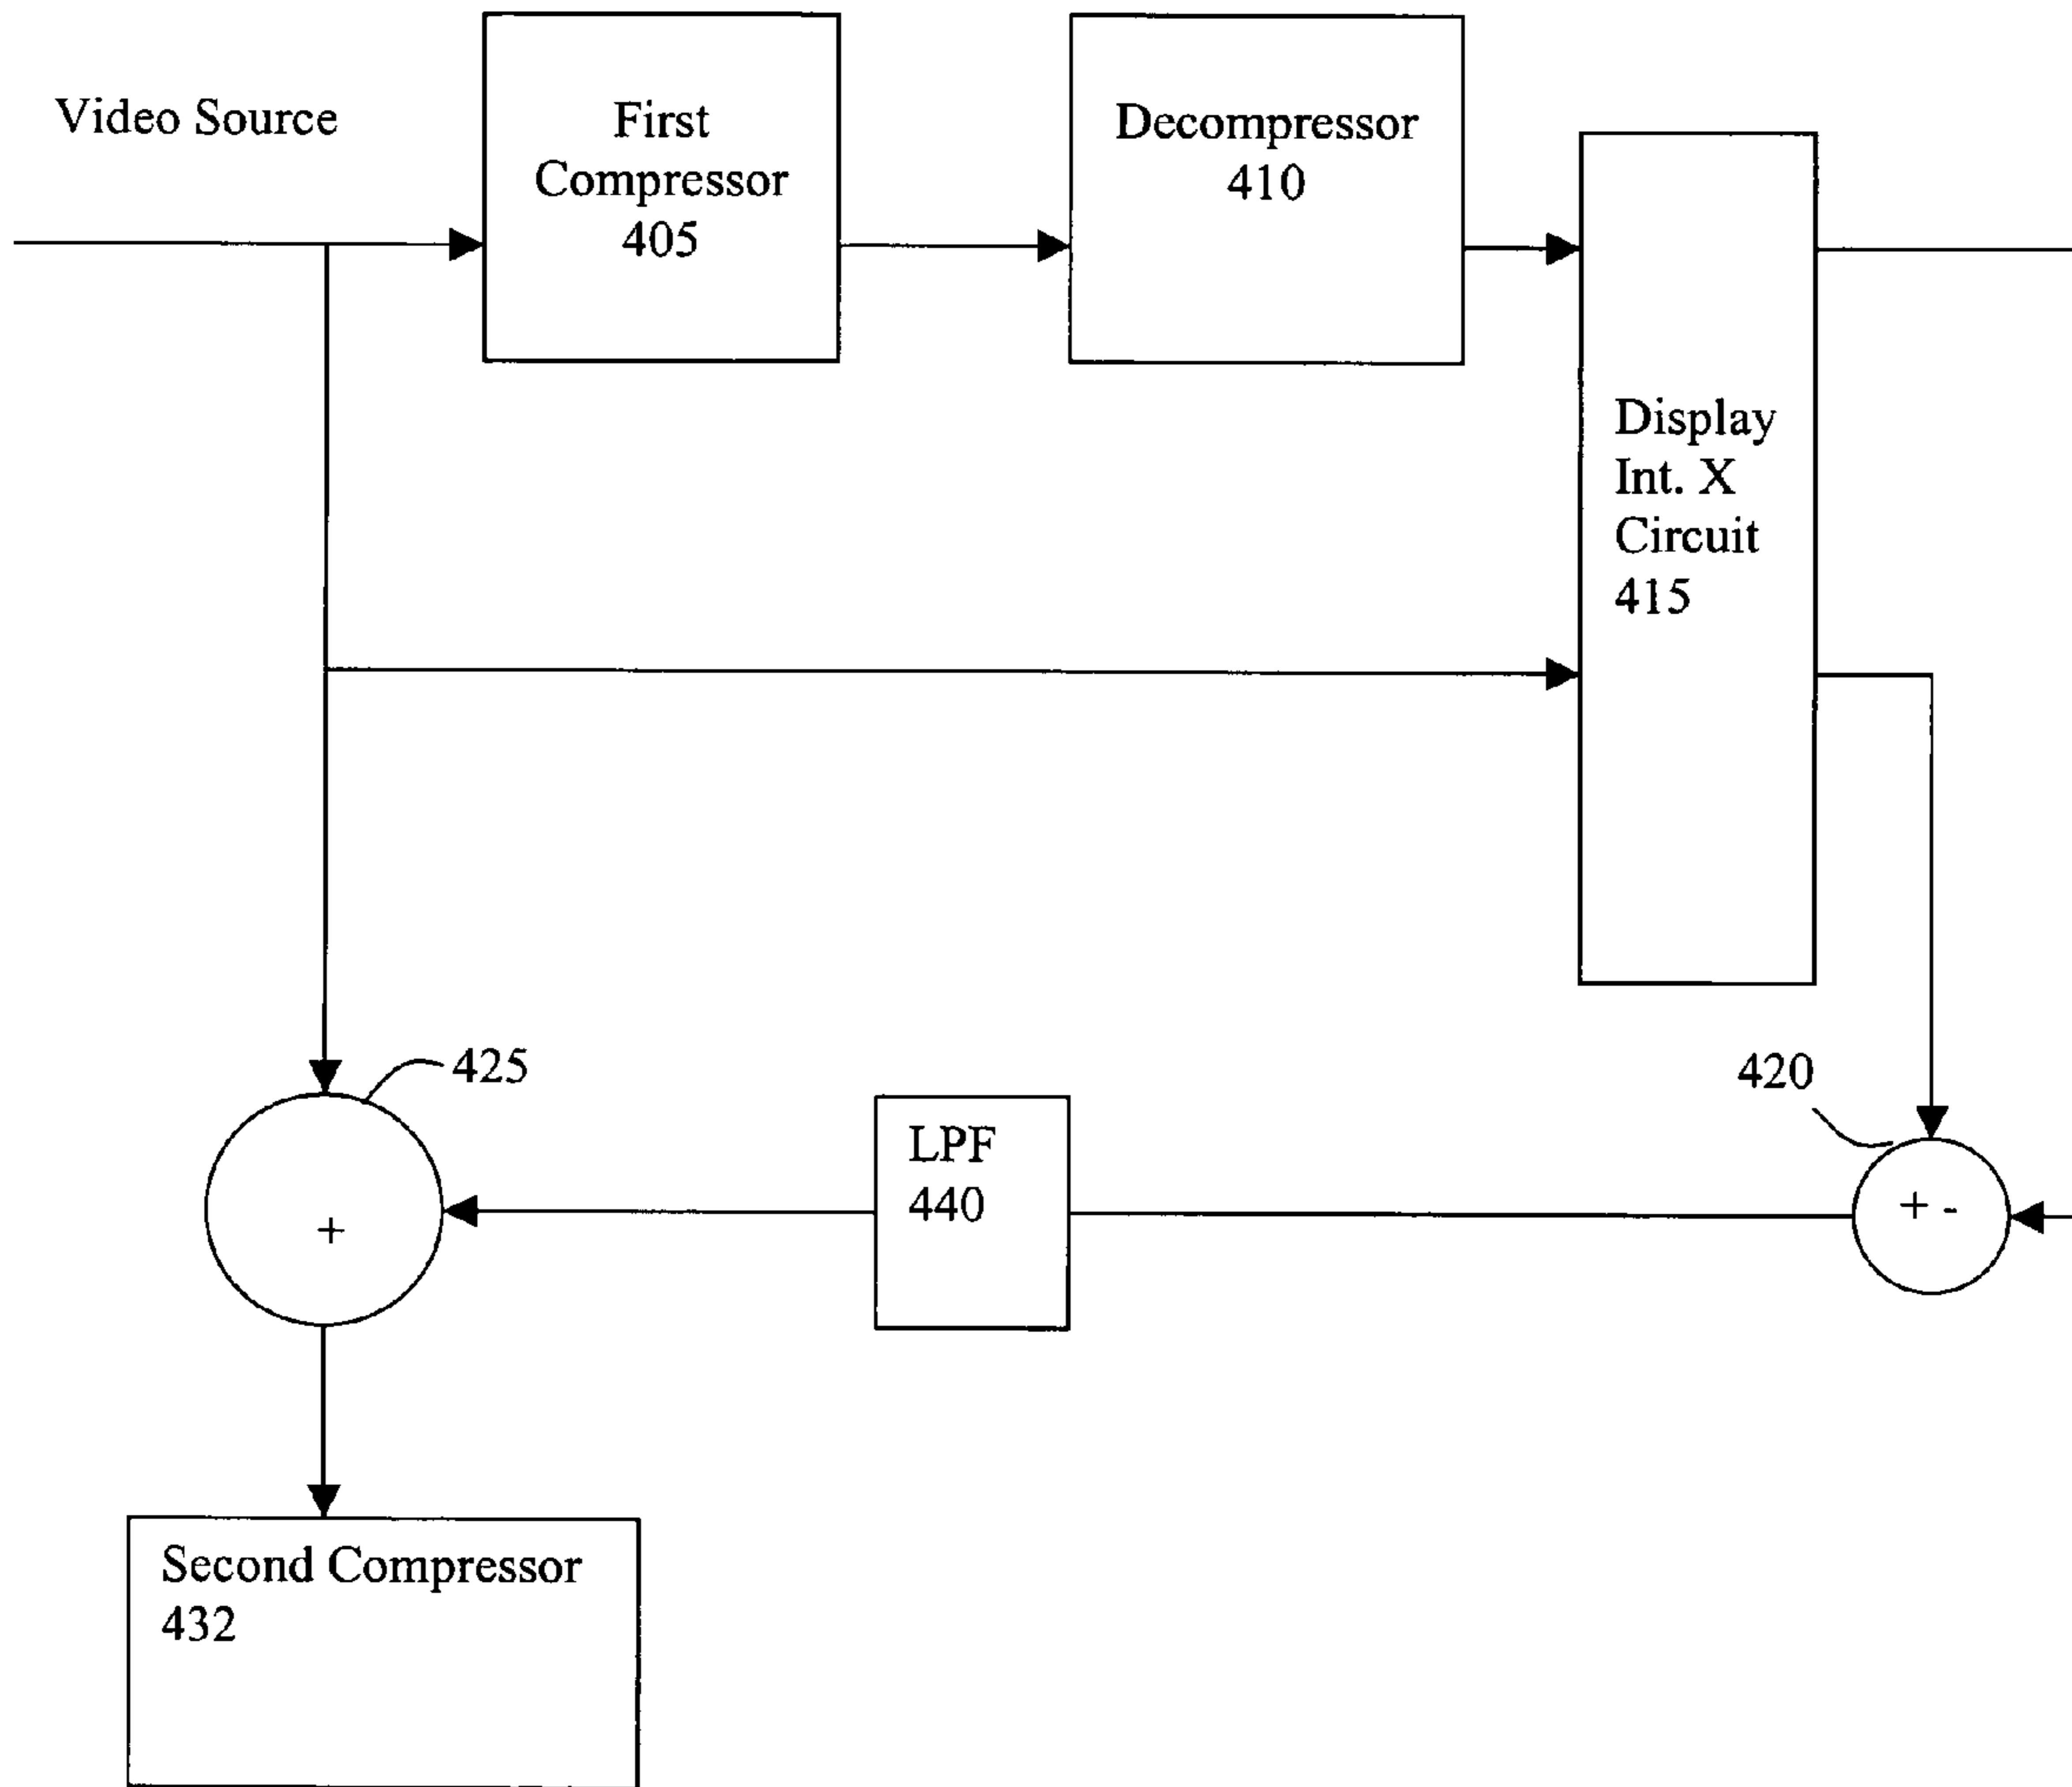 Video Source
First
Compressor
405
Decompressor
410
Display
Int. X
Circuit
415
425
420
LPF
440
+ -
+
Second Compressor
432